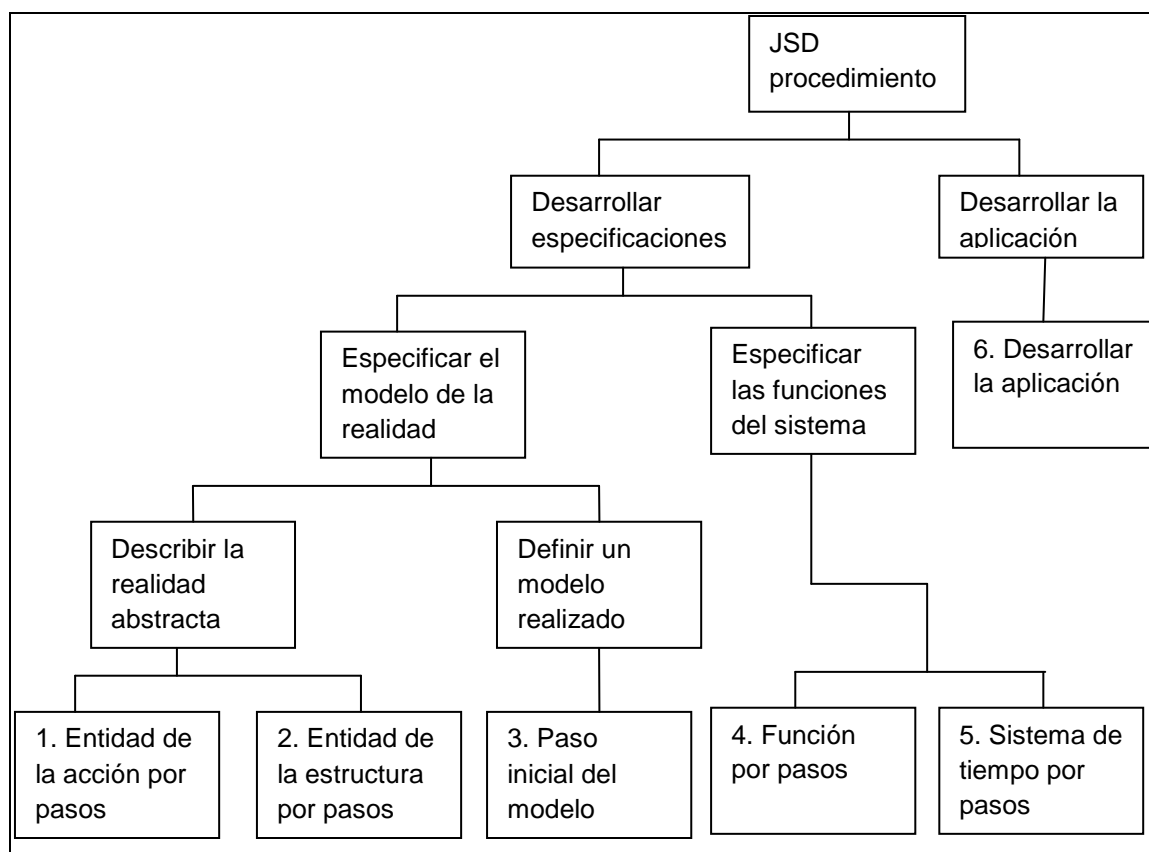 JSD
procedimiento
Desarrollar
especificaciones
Desarrollar la
aplicación
Especificar el
modelo de la
realidad
Especificar
las funciones
del sistema
6. Desarrollar
la aplicación
Describir la
realidad
abstracta
Definir un
modelo
realizado
1. Entidad de
la acción por
pasos
2. Entidad de
la estructura
por pasos
3. Paso
inicial del
modelo
4. Función
por pasos
5. Sistema de
tiempo por
pasos